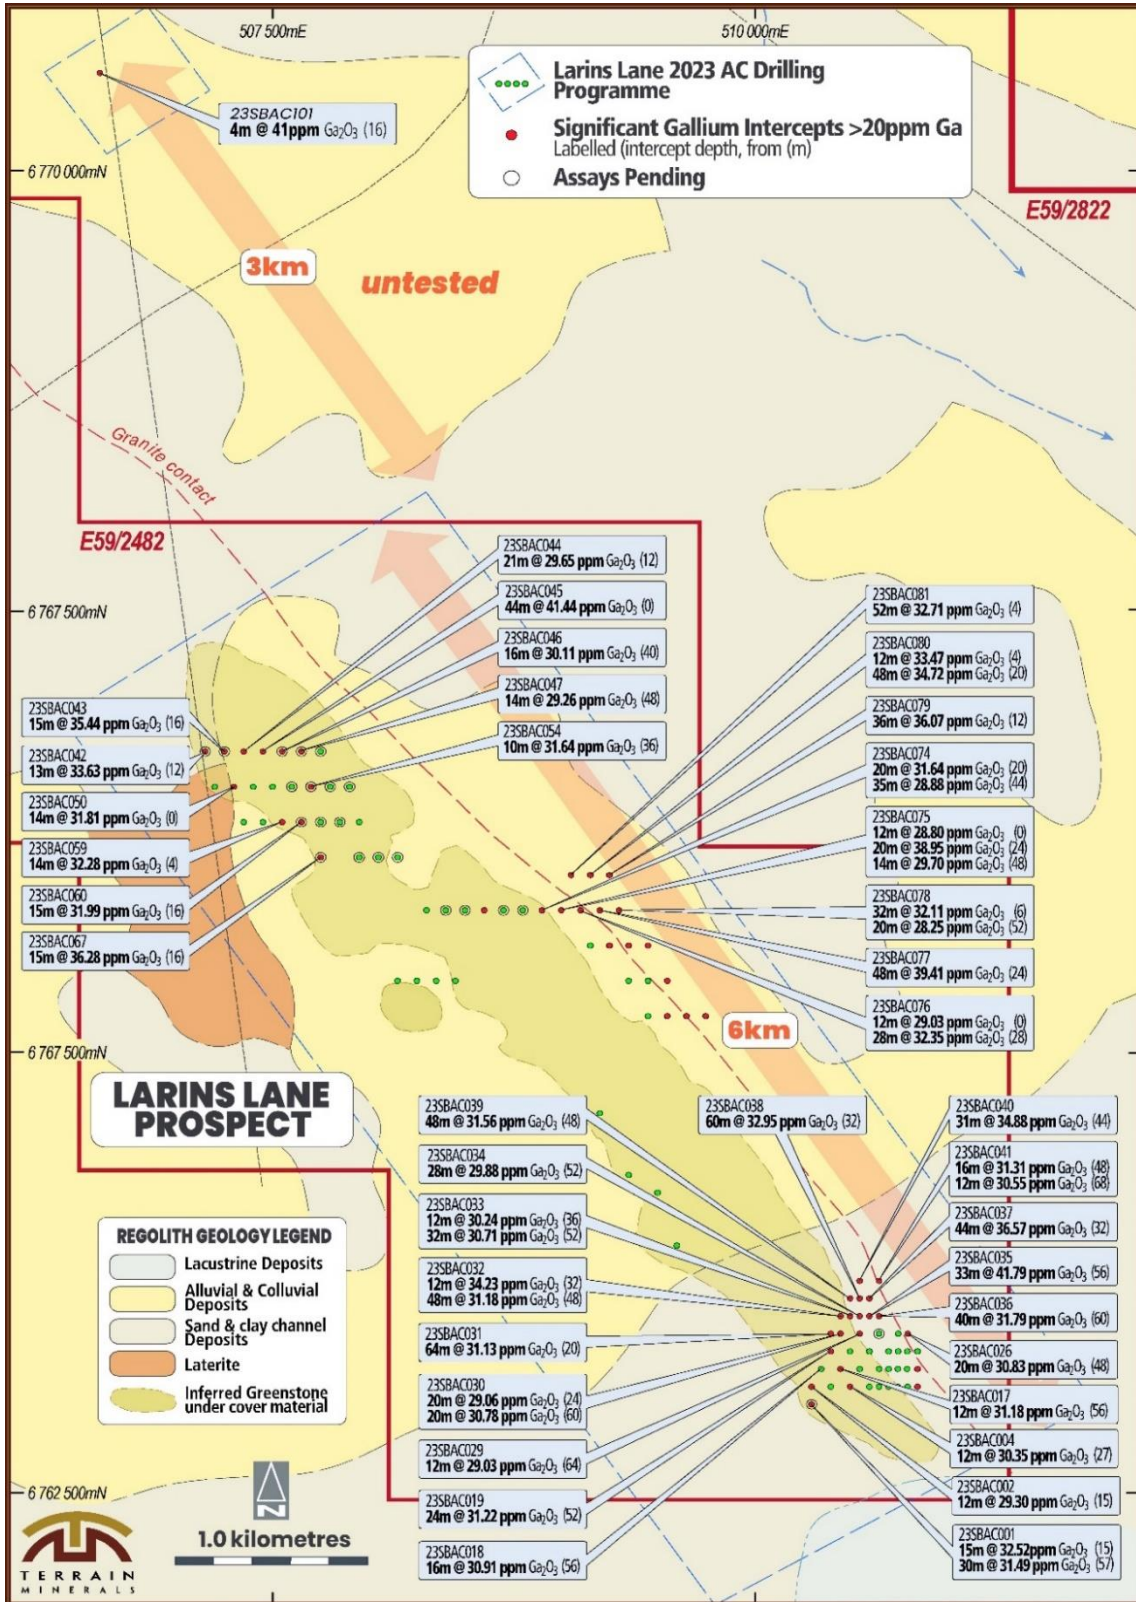 507 500mE
510 000mE
Larins Lane 2023 AC Drilling
Programme
Significant Gallium Intercepts >20ppm Ga
Labelled (intercept depth, from (m)
Assays Pending
23SBAC101
4m @ 41ppm Ga₂O₃ (16)
6 770 000mN
E59/2822
3km
untested
Granite contact
E59/2482
6 767 500mN
23SBAC044
21m @ 29.65 ppm Ga₂O₃ (12)
23SBAC045
44m @ 41.44 ppm Ga₂O₃ (0)
23SBAC046
16m @ 30.11 ppm Ga₂O₃ (40)
23SBAC047
14m @ 29.26 ppm Ga₂O₃ (48)
23SBAC054
10m @ 31.64 ppm Ga₂O₃ (36)
23SBAC043
15m @ 35.44 ppm Ga₂O₃ (16)
23SBAC042
13m @ 33.63 ppm Ga₂O₃ (12)
23SBAC050
14m @ 31.81 ppm Ga₂O₃ (0)
23SBAC059
14m @ 32.28 ppm Ga₂O₃ (4)
23SBAC060
15m @ 31.99 ppm Ga₂O₃ (16)
23SBAC067
15m @ 36.28 ppm Ga₂O₃ (16)
23SBAC081
52m @ 32.71 ppm Ga₂O₃ (4)
23SBAC080
12m @ 33.47 ppm Ga₂O₃ (4)
48m @ 34.72 ppm Ga₂O₃ (20)
23SBAC079
36m @ 36.07 ppm Ga₂O₃ (12)
23SBAC074
20m @ 31.64 ppm Ga₂O₃ (20)
35m @ 28.88 ppm Ga₂O₃ (44)
23SBAC075
12m @ 28.80 ppm Ga₂O₃ (0)
20m @ 38.95 ppm Ga₂O₃ (24)
14m @ 29.70 ppm Ga₂O₃ (48)
23SBAC078
32m @ 32.11 ppm Ga₂O₃ (6)
20m @ 28.25 ppm Ga₂O₃ (52)
23SBAC077
48m @ 39.41 ppm Ga₂O₃ (24)
23SBAC076
12m @ 29.03 ppm Ga₂O₃ (0)
28m @ 32.35 ppm Ga₂O₃ (28)
6km
6 767 500mN
LARINS LANE
PROSPECT
23SBAC039
48m @ 31.56 ppm Ga₂O₃ (48)
23SBAC034
28m @ 29.88 ppm Ga₂O₃ (52)
23SBAC033
12m @ 30.24 ppm Ga₂O₃ (36)
32m @ 30.71 ppm Ga₂O₃ (52)
23SBAC032
12m @ 34.23 ppm Ga₂O₃ (32)
48m @ 31.18 ppm Ga₂O₃ (48)
23SBAC031
64m @ 31.13 ppm Ga₂O₃ (20)
23SBAC030
20m @ 29.06 ppm Ga₂O₃ (24)
20m @ 30.78 ppm Ga₂O₃ (60)
23SBAC029
12m @ 29.03 ppm Ga₂O₃ (64)
23SBAC019
24m @ 31.22 ppm Ga₂O₃ (52)
23SBAC018
16m @ 30.91 ppm Ga₂O₃ (56)
23SBAC038
60m @ 32.95 ppm Ga₂O₃ (32)
23SBAC040
31m @ 34.88 ppm Ga₂O₃ (44)
23SBAC041
16m @ 31.31 ppm Ga₂O₃ (48)
12m @ 30.55 ppm Ga₂O₃ (68)
23SBAC037
44m @ 36.57 ppm Ga₂O₃ (32)
23SBAC035
33m @ 41.79 ppm Ga₂O₃ (56)
23SBAC036
40m @ 31.79 ppm Ga₂O₃ (60)
23SBAC026
20m @ 30.83 ppm Ga₂O₃ (48)
23SBAC017
12m @ 31.18 ppm Ga₂O₃ (56)
23SBAC004
12m @ 30.35 ppm Ga₂O₃ (27)
23SBAC002
12m @ 29.30 ppm Ga₂O₃ (15)
23SBAC001
15m @ 32.52ppm Ga₂O₃ (15)
30m @ 31.49 ppm Ga₂O₃ (57)
REGOLITH GEOLOGY LEGEND
Lacustrine Deposits
Alluvial & Colluvial
Deposits
Sand & clay channel
Deposits
Laterite
Inferred Greenstone
under cover material
6 762 500mN
N
1.0 kilometres
TERRAIN
MINERALS